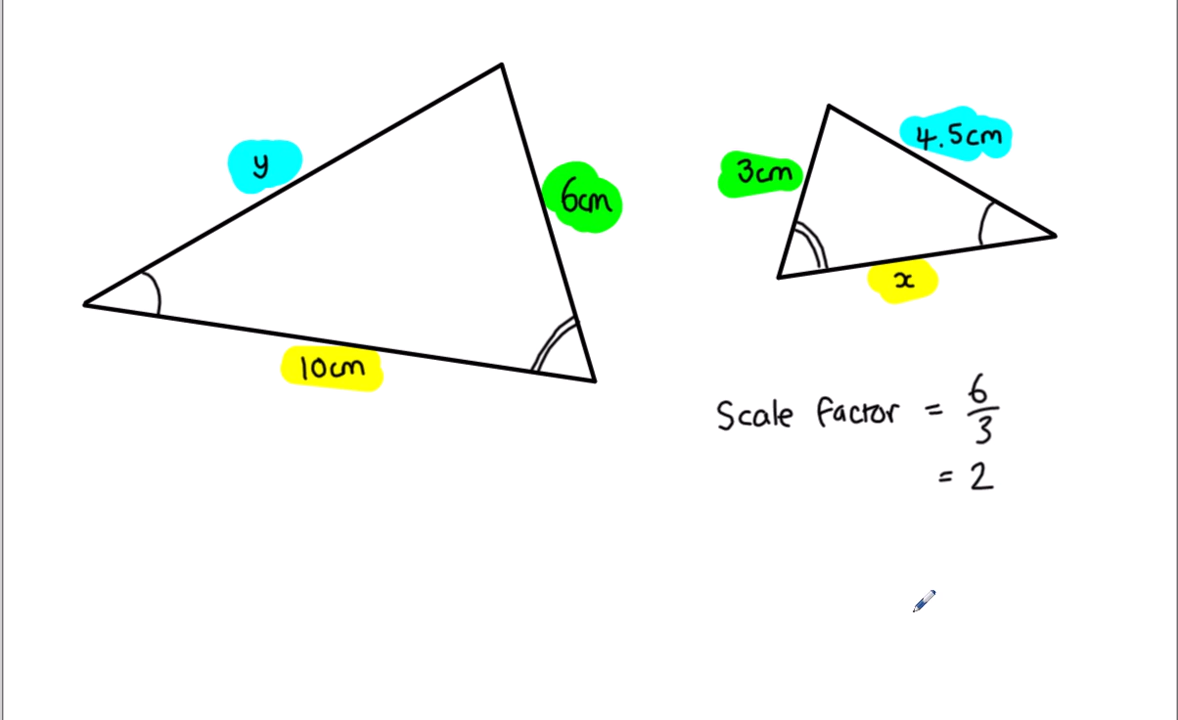 y
6cm
10cm
3cm
4.5cm
x
Scale factor = 6/3
= 2